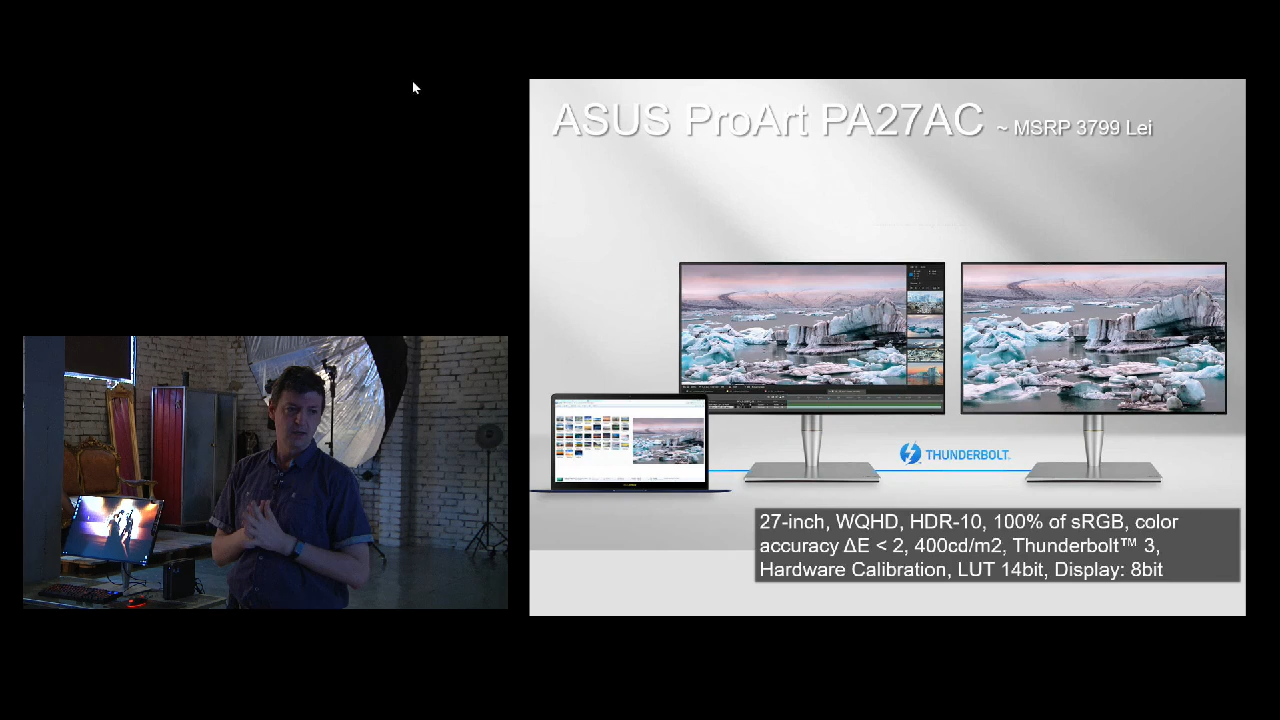 ASUS ProArt PA27AC ~ MSRP 3799 Lei
THUNDERBOLT
27-inch, WQHD, HDR-10, 100% of sRGB, color
accuracy ΔE < 2, 400cd/m2, Thunderbolt™ 3,
Hardware Calibration, LUT 14bit, Display: 8bit